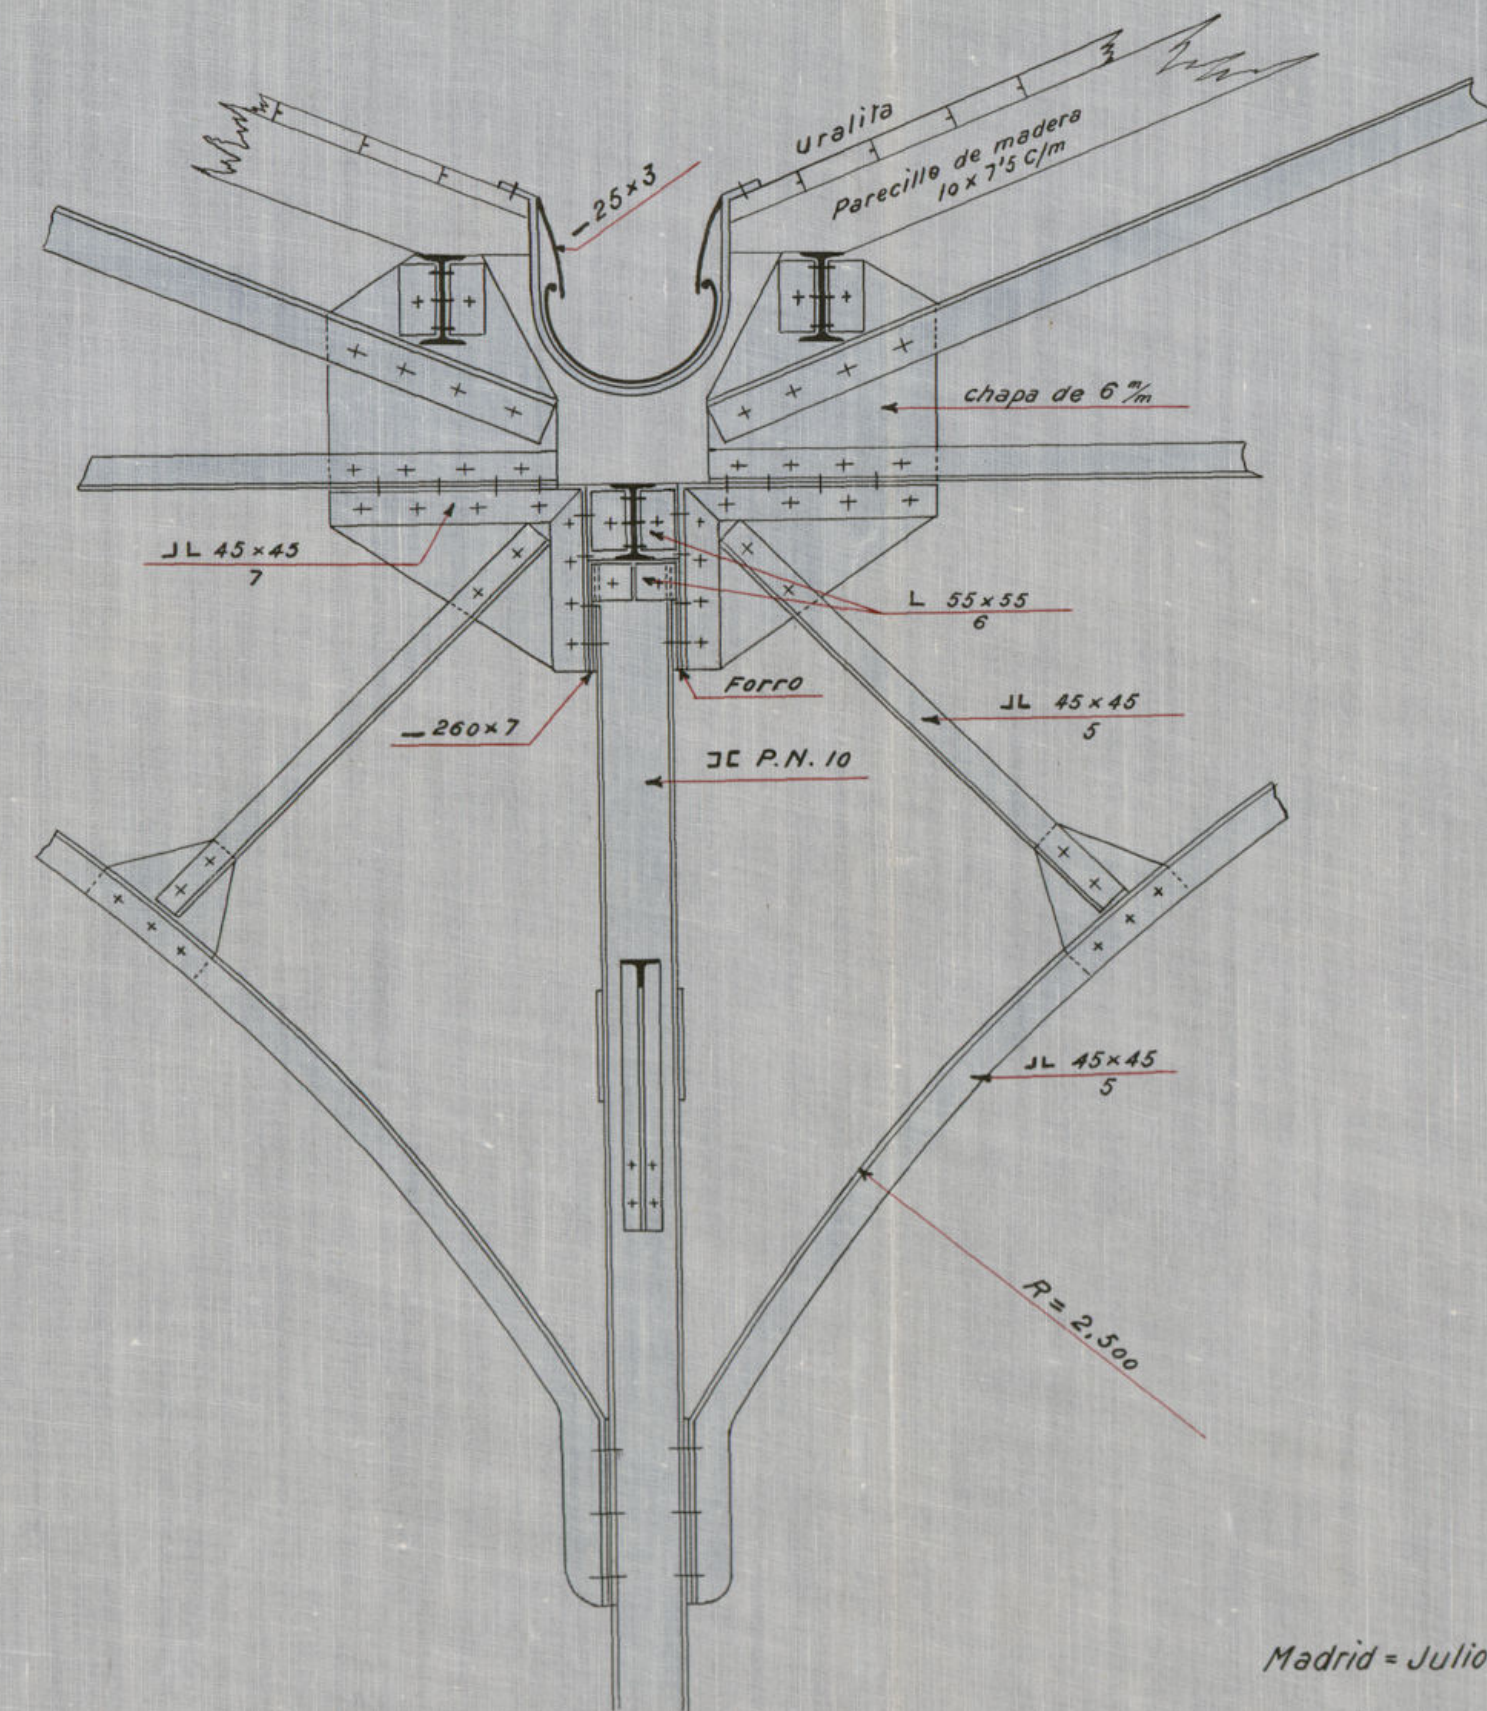 uralita
Parecillo de madera
10 x 7'5 C/m
— 25 x 3
chapa de 6 m/m
JL 45 x 45
7
L 55 x 55
6
Forro
— 260 x 7
JL 45 x 45
5
][ P.N. 10
JL 45 x 45
5
R = 2,500
Madrid = Julio